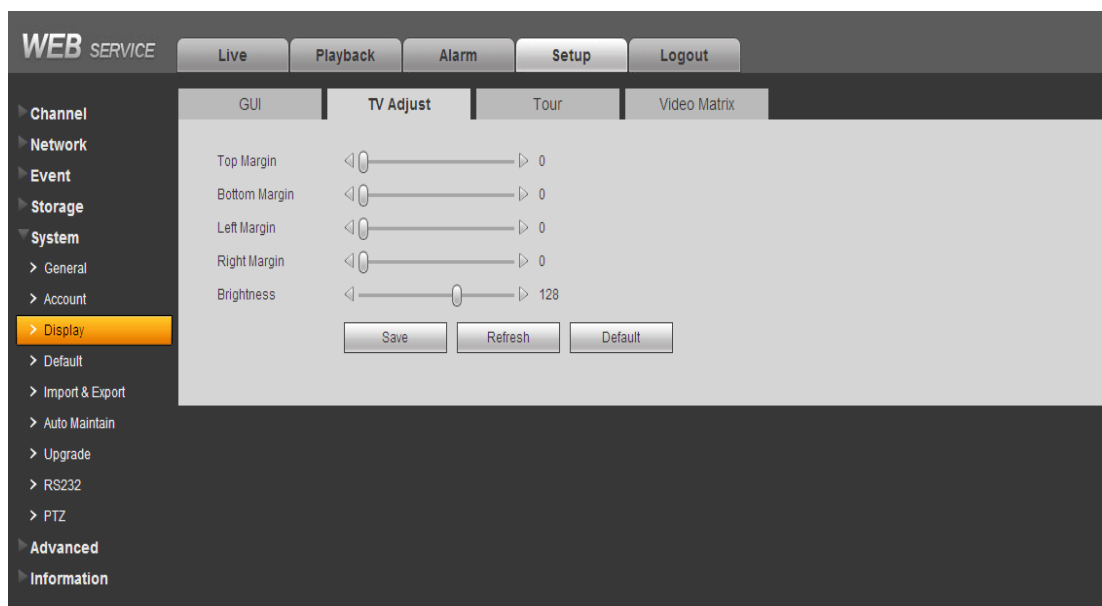 WEB SERVICE
Live Playback Alarm Setup Logout
GUI TV Adjust Tour Video Matrix
Channel
Network
Event
Storage
System
> General
> Account
> Display
> Default
> Import & Export
> Auto Maintain
> Upgrade
> RS232
> PTZ
Advanced
Information
Top Margin 0
Bottom Margin 0
Left Margin 0
Right Margin 0
Brightness 128
Save Refresh Default